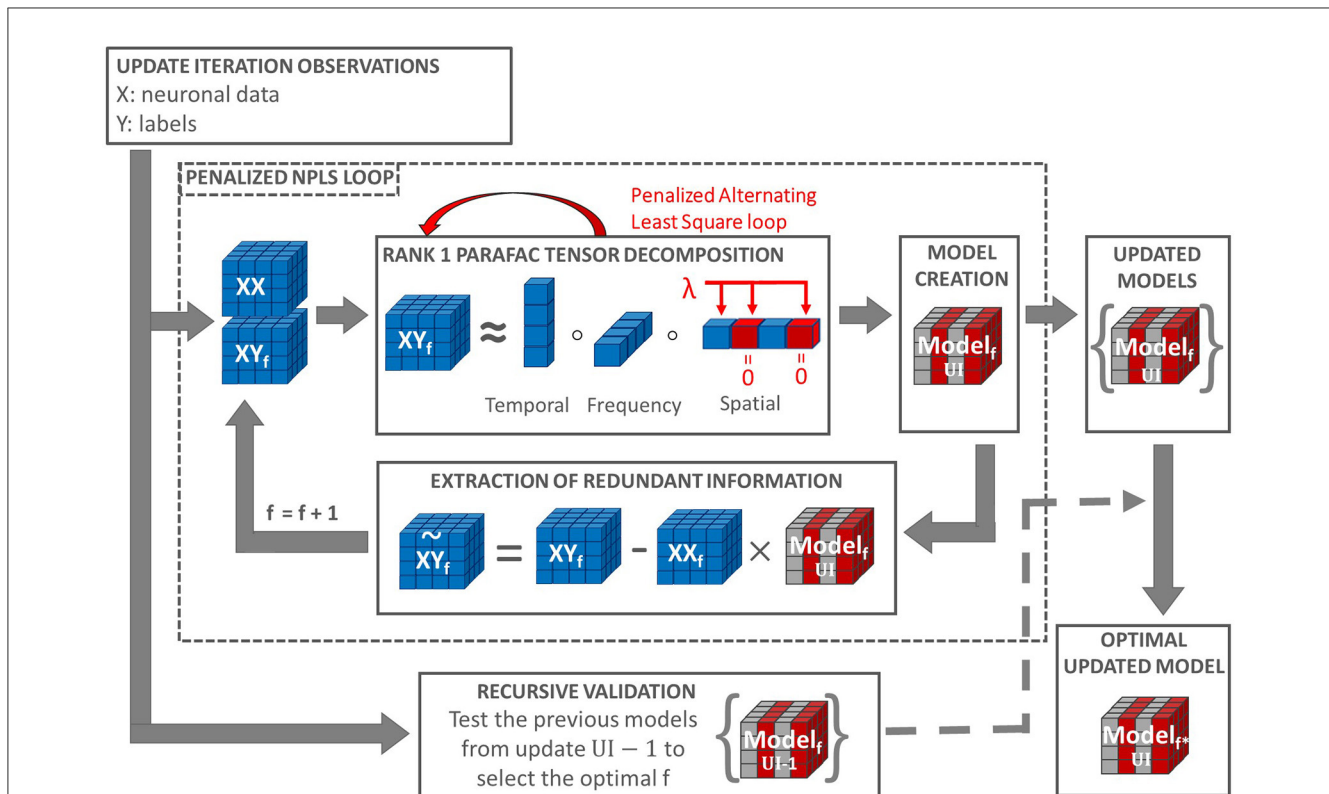 UPDATE ITERATION OBSERVATIONS
X: neuronal data
Y: labels
PENALIZED NPLS LOOP
Penalized Alternating
Least Square loop
XX
XYf
RANK 1 PARAFAC TENSOR DECOMPOSITION
XYf ≈ ∘ ∘
λ
= 0 = 0
Temporal Frequency Spatial
MODEL
CREATION
Modelf
UI
UPDATED
MODELS
{ Modelf }
UI
EXTRACTION OF REDUNDANT INFORMATION
f = f + 1
X͂Yf = XYf - XXf × Modelf
UI
RECURSIVE VALIDATION
Test the previous models
from update UI − 1 to
select the optimal f
{ Modelf }
UI-1
OPTIMAL
UPDATED MODEL
Modelf*
UI